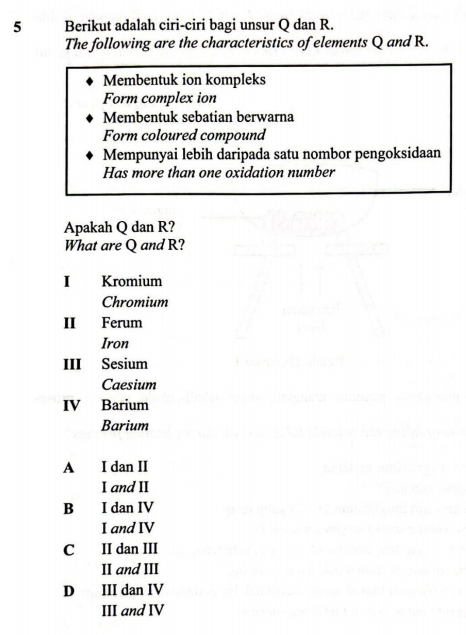 5 Berikut adalah ciri-ciri bagi unsur Q dan R.
The following are the characteristics of elements Q and R.
♦ Membentuk ion kompleks
Form complex ion
♦ Membentuk sebatian berwarna
Form coloured compound
♦ Mempunyai lebih daripada satu nombor pengoksidaan
Has more than one oxidation number
Apakah Q dan R?
What are Q and R?
I Kromium
Chromium
II Ferum
Iron
III Sesium
Caesium
IV Barium
Barium
A I dan II
I and II
B I dan IV
I and IV
C II dan III
II and III
D III dan IV
III and IV